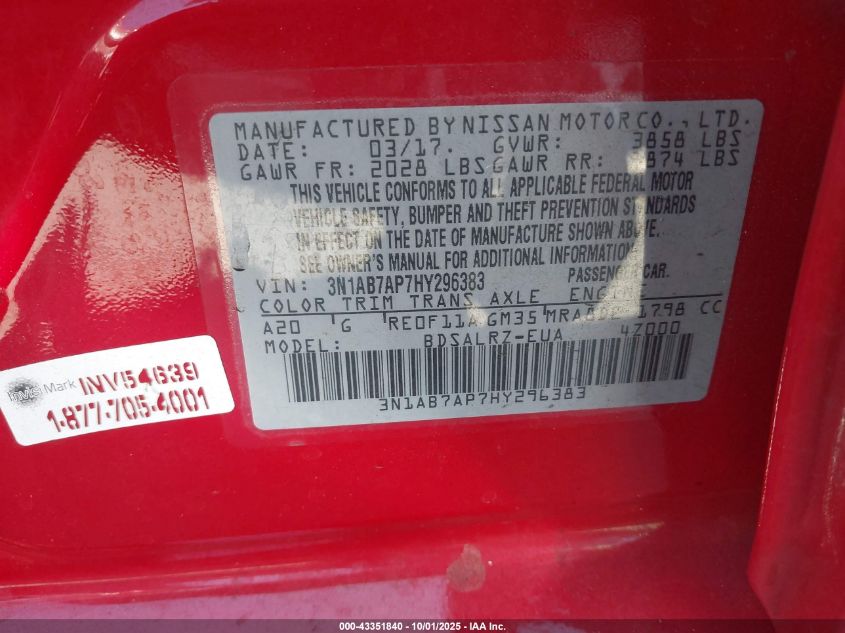 MANUFACTURED BY NISSAN MOTOR CO., LTD.
DATE: 03/17. GVWR: 3858 LBS
GAWR FR: 2028 LBS GAWR RR: 1874 LBS
THIS VEHICLE CONFORMS TO ALL APPLICABLE FEDERAL MOTOR
VEHICLE SAFETY, BUMPER AND THEFT PREVENTION STANDARDS
IN EFFECT ON THE DATE OF MANUFACTURE SHOWN ABOVE.
SEE OWNER'S MANUAL FOR ADDITIONAL INFORMATION.
VIN: 3N1AB7AP7HY296383 PASSENGER CAR.
COLOR TRIM TRANS AXLE ENGINE
A20 G RE0F11A GM35 MRA8DE 1798 CC
MODEL: BDSALRZ-EUA 4Z000
3N1AB7AP7HY296383
Invis Mark INV54639
1-877-705-4001
000-43351840 - 10/01/2025 - IAA Inc.